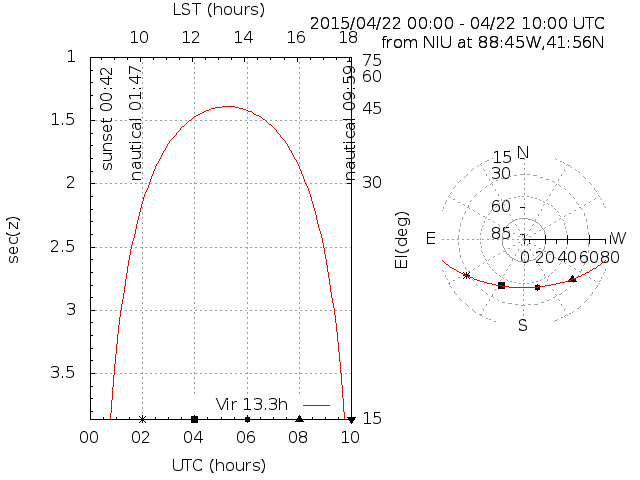 LST (hours)
2015/04/22 00:00 - 04/22 10:00 UTC
from NIU at 88:45W,41:56N
10 12 14 16 18
1
1.5
2
2.5
3
3.5
sec(z)
sunset 00:42
nautical 01:47
nautical 09:59
75
60
45
30
15
El(deg)
Vir 13.3h
00 02 04 06 08 10
UTC (hours)
N
15
30
60
85
E
W
0 20 40 60 80
S